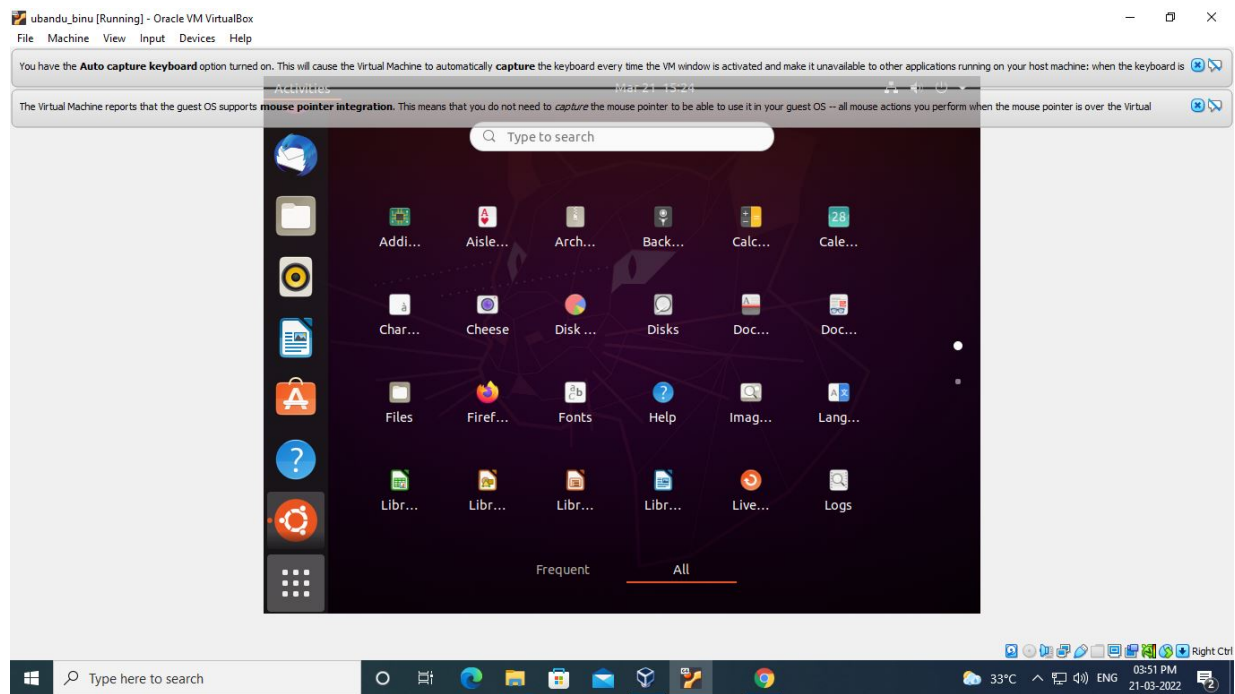 ubandu_binu [Running] - Oracle VM VirtualBox
File Machine View Input Devices Help
You have the Auto capture keyboard option turned on. This will cause the Virtual Machine to automatically capture the keyboard every time the VM window is activated and make it unavailable to other applications running on your host machine: when the keyboard is
Activities Mar 21 15:24
The Virtual Machine reports that the guest OS supports mouse pointer integration. This means that you do not need to capture the mouse pointer to be able to use it in your guest OS -- all mouse actions you perform when the mouse pointer is over the Virtual
Type to search
Addi... Aisle... Arch... Back... Calc... 28 Cale...
Char... Cheese Disk ... Disks Doc... Doc...
Files Firef... Fonts Help Imag... Lang...
Libr... Libr... Libr... Libr... Live... Logs
Frequent All
Right Ctrl
Type here to search 33°C ENG 03:51 PM
21-03-2022 2